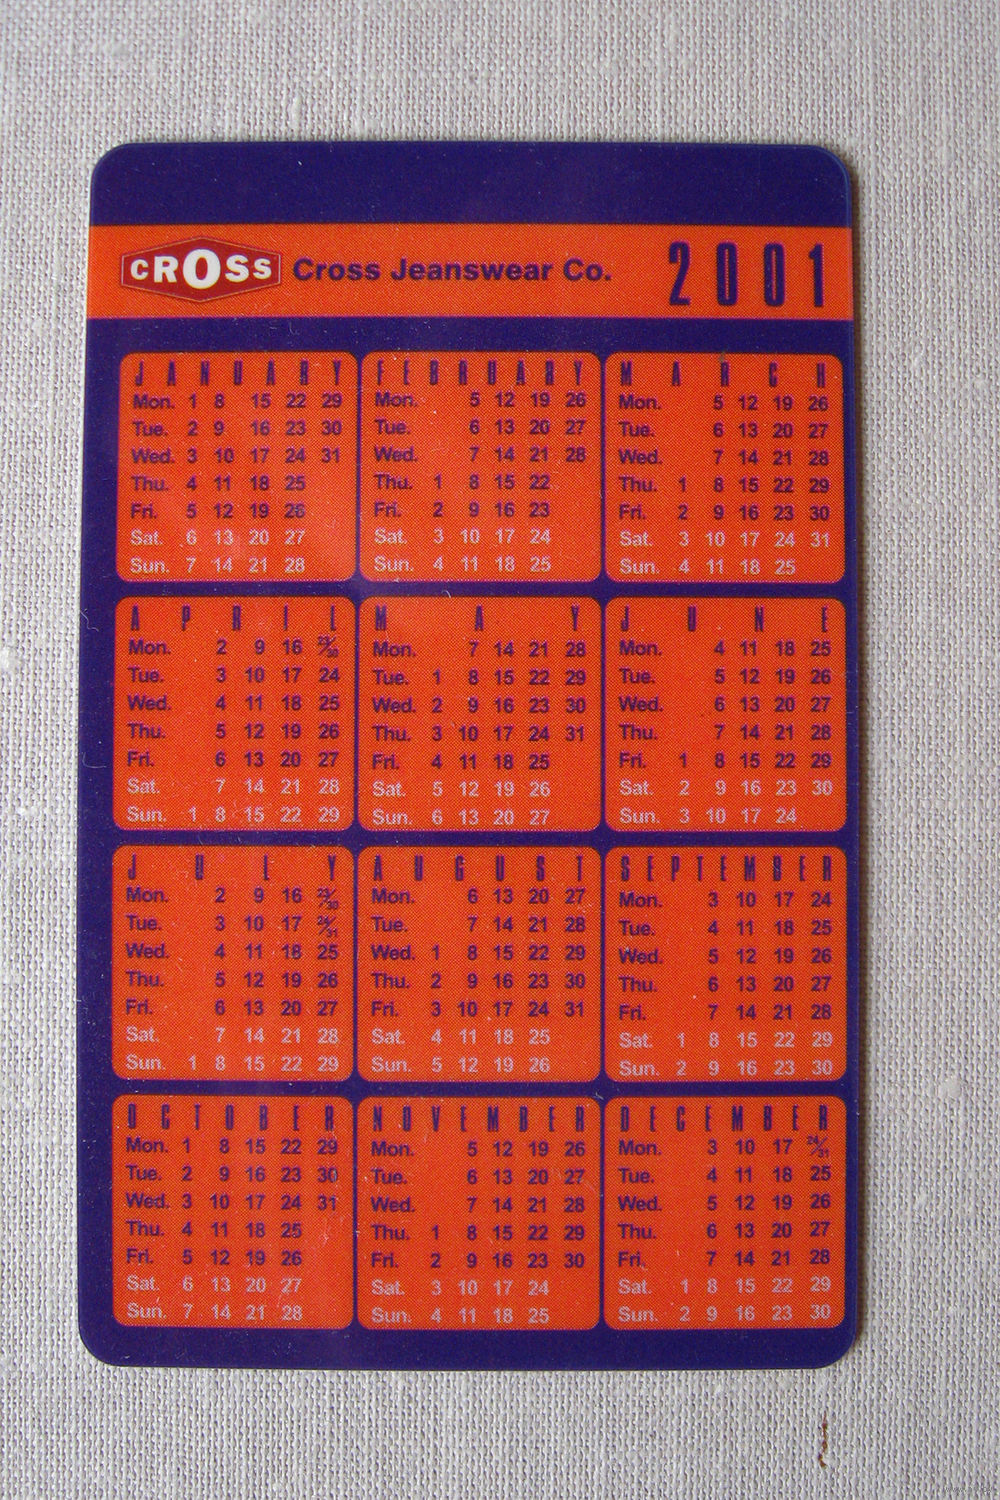 CROSS Cross Jeanswear Co. 2001
JANUARY
Mon. 1 8 15 22 29
Tue. 2 9 16 23 30
Wed. 3 10 17 24 31
Thu. 4 11 18 25
Fri. 5 12 19 26
Sat. 6 13 20 27
Sun. 7 14 21 28
FEBRUARY
Mon. 5 12 19 26
Tue. 6 13 20 27
Wed. 7 14 21 28
Thu. 1 8 15 22
Fri. 2 9 16 23
Sat. 3 10 17 24
Sun. 4 11 18 25
MARCH
Mon. 5 12 19 26
Tue. 6 13 20 27
Wed. 7 14 21 28
Thu. 1 8 15 22 29
Fri. 2 9 16 23 30
Sat. 3 10 17 24 31
Sun. 4 11 18 25
APRIL
Mon. 2 9 16 23/30
Tue. 3 10 17 24
Wed. 4 11 18 25
Thu. 5 12 19 26
Fri. 6 13 20 27
Sat. 7 14 21 28
Sun. 1 8 15 22 29
MAY
Mon. 7 14 21 28
Tue. 1 8 15 22 29
Wed. 2 9 16 23 30
Thu. 3 10 17 24 31
Fri. 4 11 18 25
Sat. 5 12 19 26
Sun. 6 13 20 27
JUNE
Mon. 4 11 18 25
Tue. 5 12 19 26
Wed. 6 13 20 27
Thu. 7 14 21 28
Fri. 1 8 15 22 29
Sat. 2 9 16 23 30
Sun. 3 10 17 24
JULY
Mon. 2 9 16 23/30
Tue. 3 10 17 24/31
Wed. 4 11 18 25
Thu. 5 12 19 26
Fri. 6 13 20 27
Sat. 7 14 21 28
Sun. 1 8 15 22 29
AUGUST
Mon. 6 13 20 27
Tue. 7 14 21 28
Wed. 1 8 15 22 29
Thu. 2 9 16 23 30
Fri. 3 10 17 24 31
Sat. 4 11 18 25
Sun. 5 12 19 26
SEPTEMBER
Mon. 3 10 17 24
Tue. 4 11 18 25
Wed. 5 12 19 26
Thu. 6 13 20 27
Fri. 7 14 21 28
Sat. 1 8 15 22 29
Sun. 2 9 16 23 30
OCTOBER
Mon. 1 8 15 22 29
Tue. 2 9 16 23 30
Wed. 3 10 17 24 31
Thu. 4 11 18 25
Fri. 5 12 19 26
Sat. 6 13 20 27
Sun. 7 14 21 28
NOVEMBER
Mon. 5 12 19 26
Tue. 6 13 20 27
Wed. 7 14 21 28
Thu. 1 8 15 22 29
Fri. 2 9 16 23 30
Sat. 3 10 17 24
Sun. 4 11 18 25
DECEMBER
Mon. 3 10 17 24/31
Tue. 4 11 18 25
Wed. 5 12 19 26
Thu. 6 13 20 27
Fri. 7 14 21 28
Sat. 1 8 15 22 29
Sun. 2 9 16 23 30